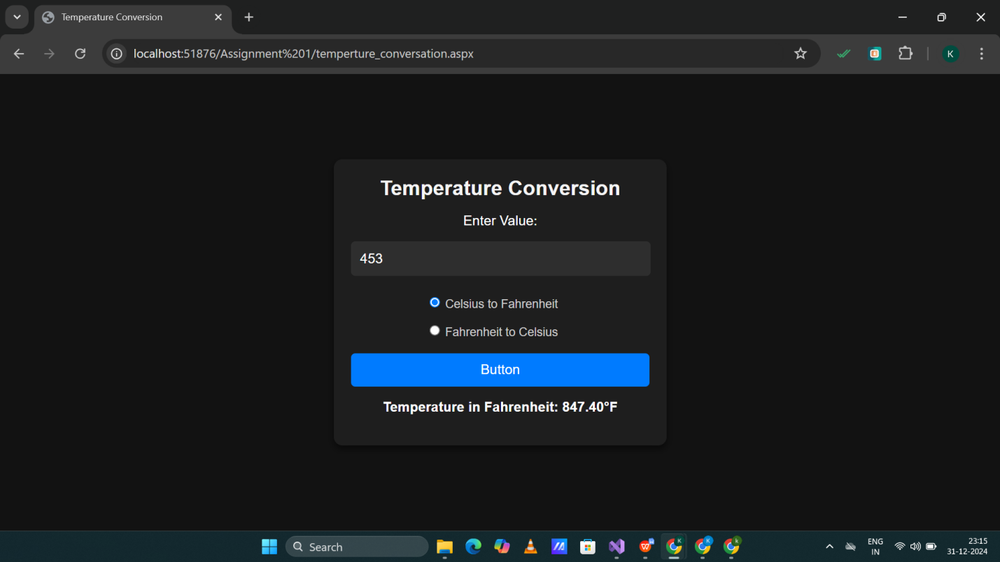 Temperature Conversion
localhost:51876/Assignment%201/temperture_conversation.aspx
K
Temperature Conversion
Enter Value:
453
Celsius to Fahrenheit
Fahrenheit to Celsius
Button
Temperature in Fahrenheit: 847.40°F
Search
K
K
k
ENG
IN
23:15
31-12-2024